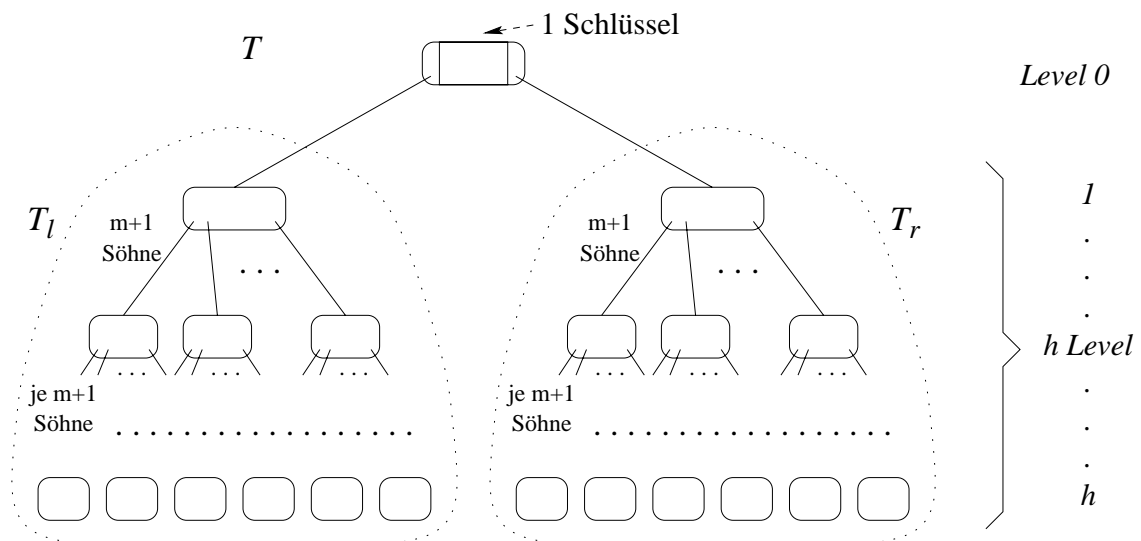 1 Schlüssel
T
Level 0
T_l
m+1
Söhne
. . .
m+1
Söhne
. . .
T_r
1
.
.
.
h Level
.
.
.
h
. . .
. . .
. . .
. . .
. . .
. . .
je m+1
Söhne
. . . . . . . . . . . . . . . . . . .
je m+1
Söhne
. . . . . . . . . . . . . . . . . . .